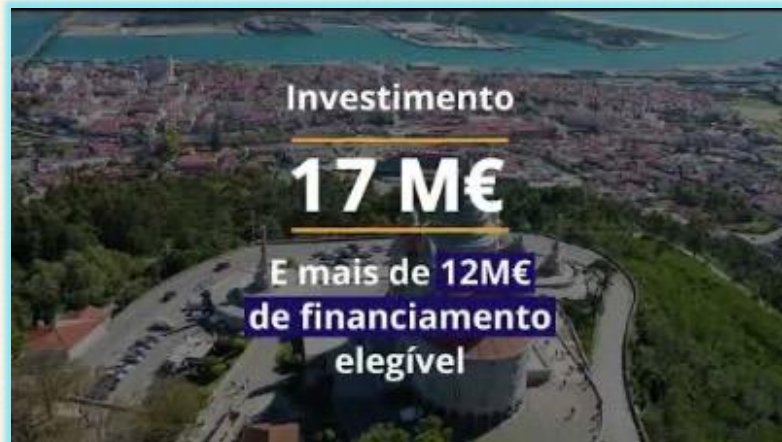 Investimento
17 M€
E mais de 12M€
de financiamento
elegível